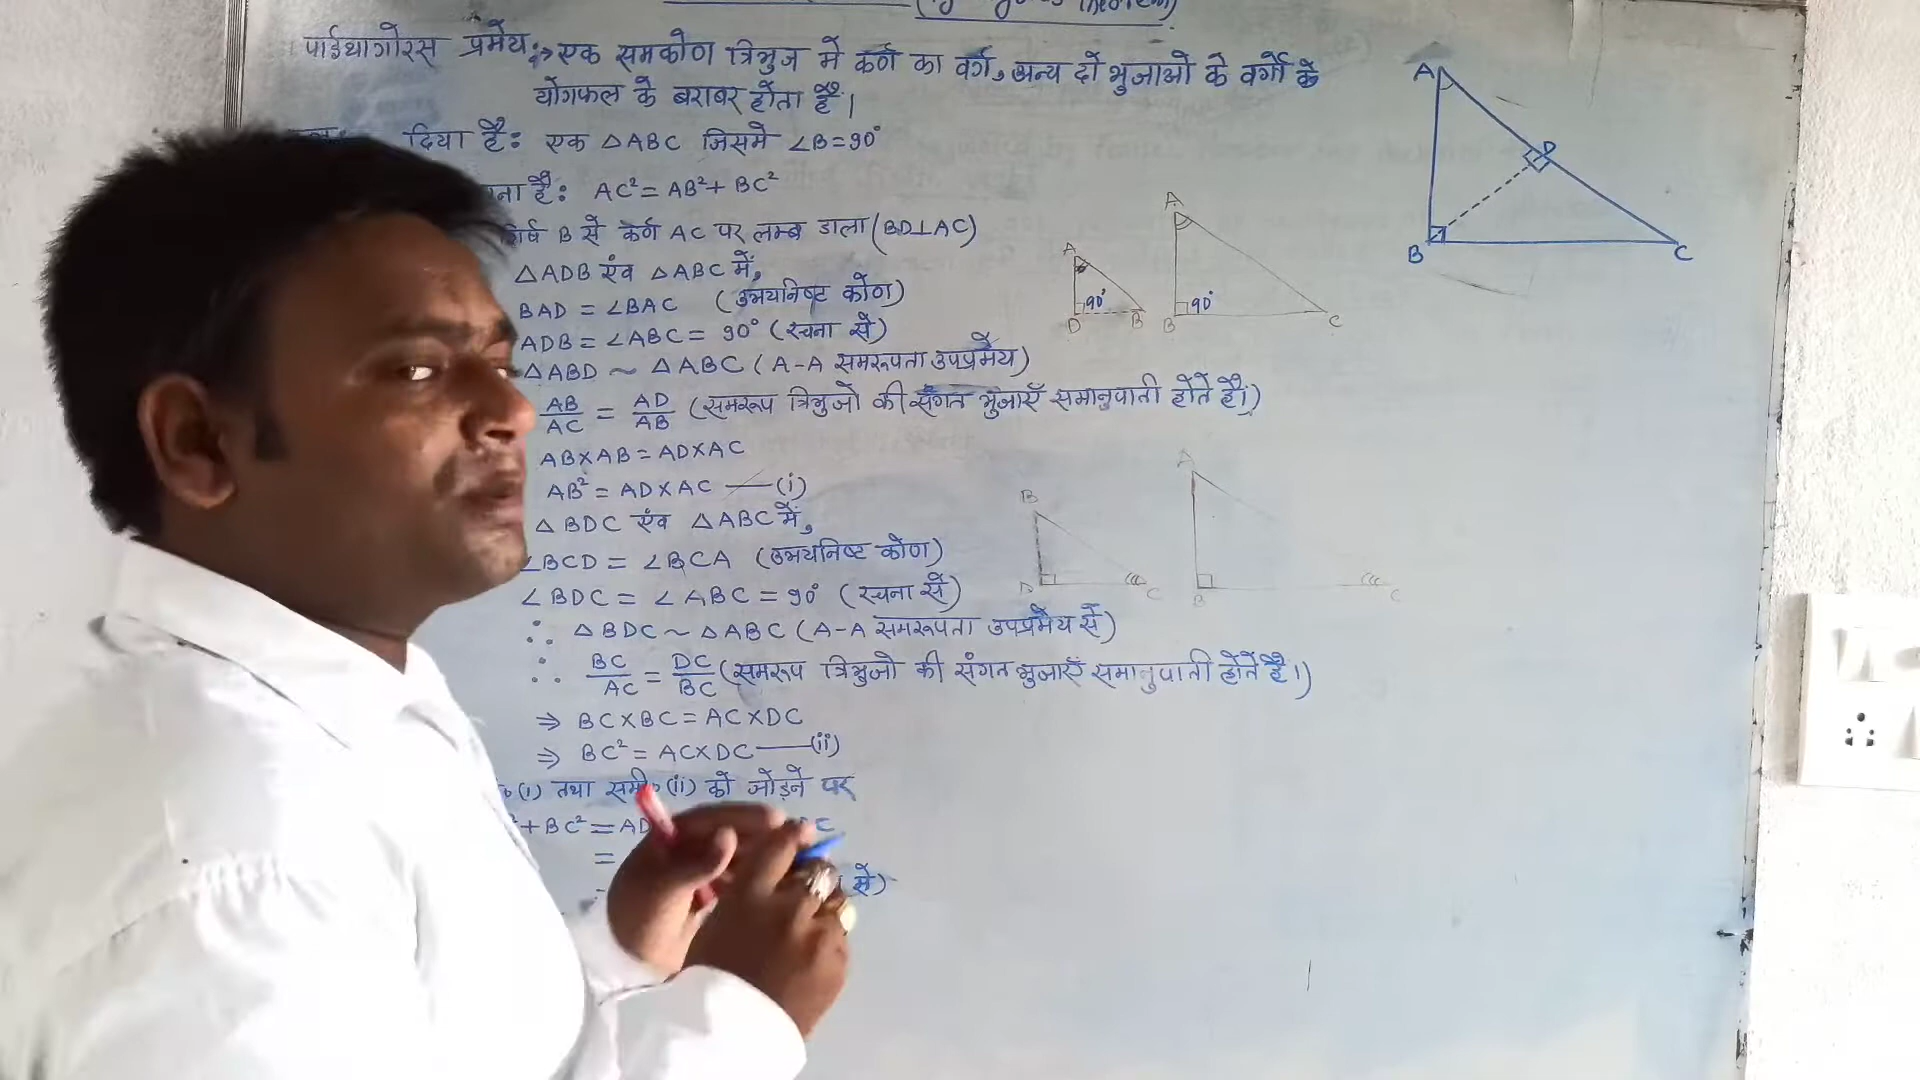 Theorem)
पाईथागोरस प्रमेय:→ एक समकोण त्रिभुज में कर्ण का वर्ग, अन्य दो भुजाओ के वर्गों के
योगफल के बराबर होता है।
दिया है: एक △ABC जिसमें ∠B=90°
ना है: AC²=AB²+BC²
B से कर्ण AC पर लम्ब डाला (BD⊥AC)
△ADB एंव △ABC में,
BAD = ∠BAC (उभयनिष्ट कोण)
ADB = ∠ABC = 90° (रचना से)
△ABD ~ △ABC (A-A समरूपता उपप्रमेय)
AB/AC = AD/AB (समरूप त्रिभुजो की संगत भुजाएँ समानुपाती होते है।)
AB×AB=AD×AC
AB²=AD×AC —(i)
△BDC एंव △ABC में,
∠BCD = ∠BCA (उभयनिष्ट कोण)
∠BDC = ∠ABC = 90° (रचना से)
∴ △BDC ~ △ABC (A-A समरूपता उपप्रमेय से)
∴ BC/AC = DC/BC (समरूप त्रिभुजो की संगत भुजाएँ समानुपाती होते है।)
⇒ BC×BC=AC×DC
⇒ BC²=AC×DC —(ii)
(i) तथा समी० (ii) को जोड़ने पर
²+BC²=AD
=
से)
A
D
B
C
A
90°
D
B
A
90°
B
C
B
D
C
A
B
C